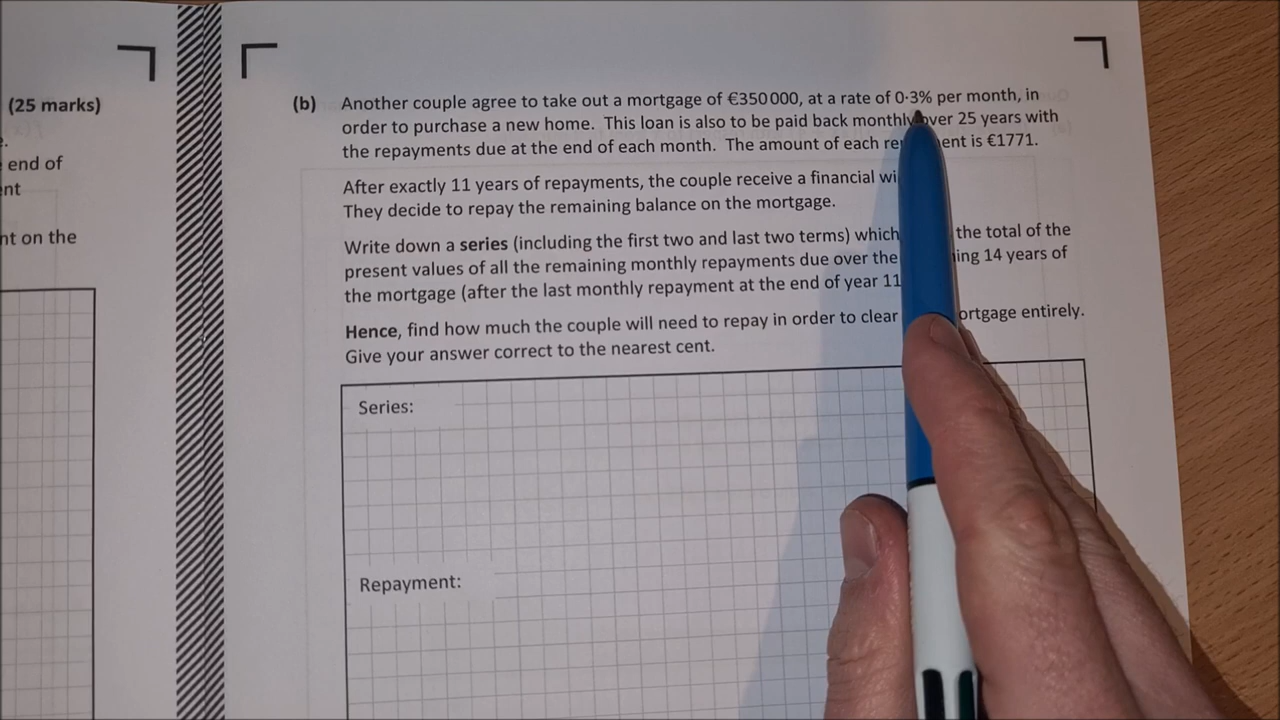 (25 marks)
.
end of
nt
nt on the
(b) Another couple agree to take out a mortgage of €350 000, at a rate of 0·3% per month, in
order to purchase a new home. This loan is also to be paid back monthly over 25 years with
the repayments due at the end of each month. The amount of each re ent is €1771.
After exactly 11 years of repayments, the couple receive a financial wi
They decide to repay the remaining balance on the mortgage.
Write down a series (including the first two and last two terms) which the total of the
present values of all the remaining monthly repayments due over the ing 14 years of
the mortgage (after the last monthly repayment at the end of year 11
Hence, find how much the couple will need to repay in order to clear ortgage entirely.
Give your answer correct to the nearest cent.
Series:
Repayment: